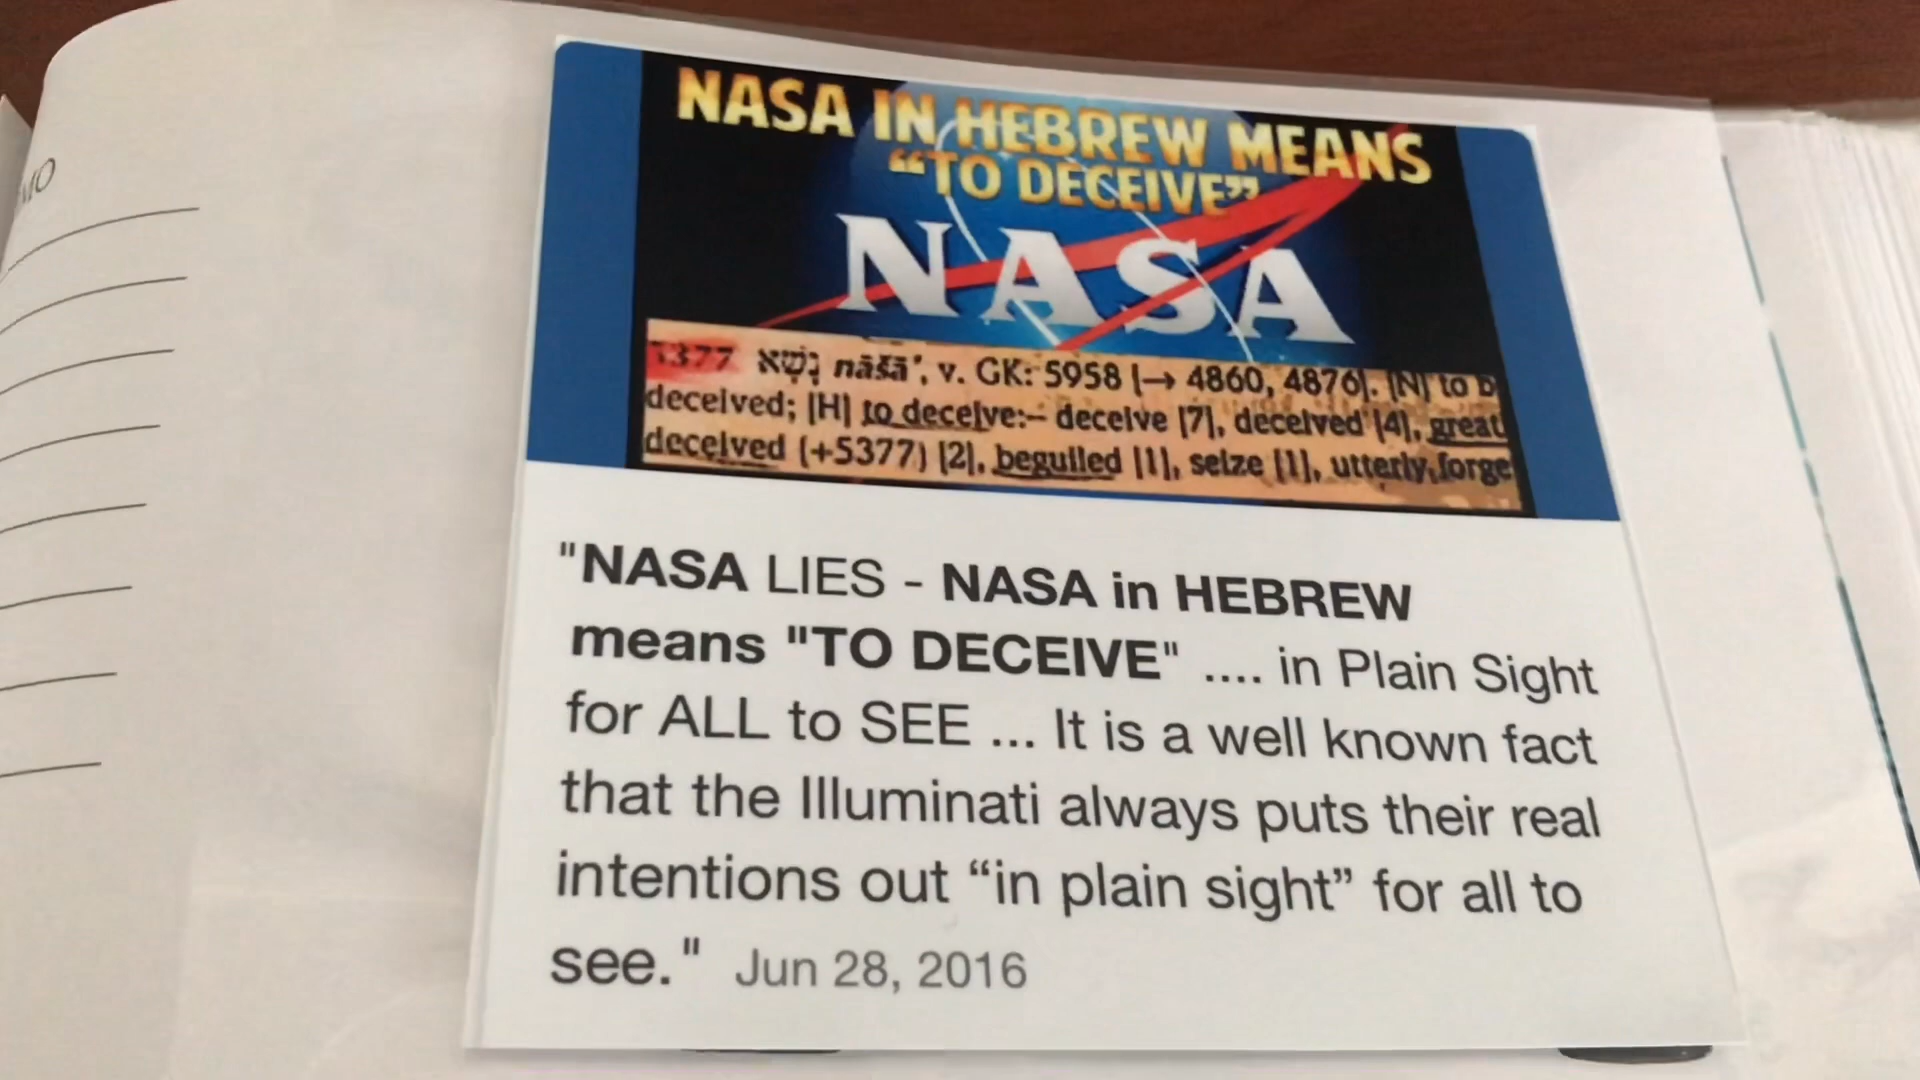 MO
NASA IN HEBREW MEANS
“TO DECEIVE”
NASA
5377 נָשָׁא nāšā’, v. GK: 5958 [→ 4860, 4876]. [N] to b
deceived; [H] to deceive:– deceive [7], deceived [4], great
deceived (+5377) [2], beguiled [1], seize [1], utterly, forge
"NASA LIES - NASA in HEBREW
means "TO DECEIVE" .... in Plain Sight
for ALL to SEE ... It is a well known fact
that the Illuminati always puts their real
intentions out “in plain sight” for all to
see." Jun 28, 2016